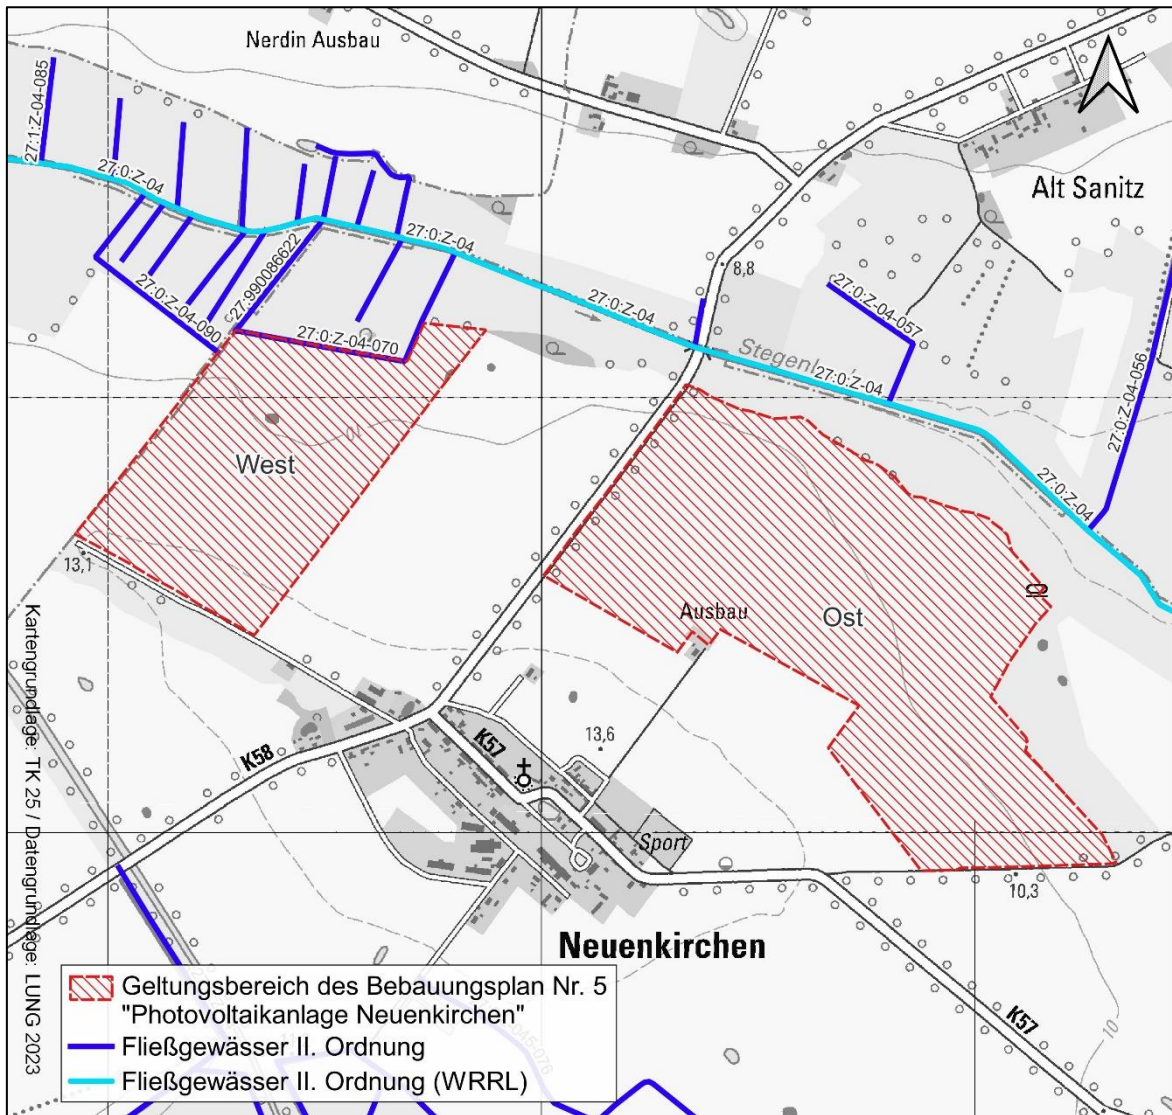 Nerdin Ausbau
Alt Sanitz
27:1:Z-04-085
27:0:Z-04
27:0:Z-04
27:0:Z-04
27:0:Z-04
27:0:Z-04
27:0:Z-04
27:0:Z-04-090
27:990086622
27:0:Z-04-070
27:0:Z-04-057
27:0:Z-04-056
8,8
10
West
13,1
Ausbau
Ost
K58
K57
13,6
Sport
10,3
Neuenkirchen
K57
10
Kartengrundlage: TK 25 / Datengrundlage: LUNG 2023
Geltungsbereich des Bebauungsplan Nr. 5
"Photovoltaikanlage Neuenkirchen"
Fließgewässer II. Ordnung
Fließgewässer II. Ordnung (WRRL)